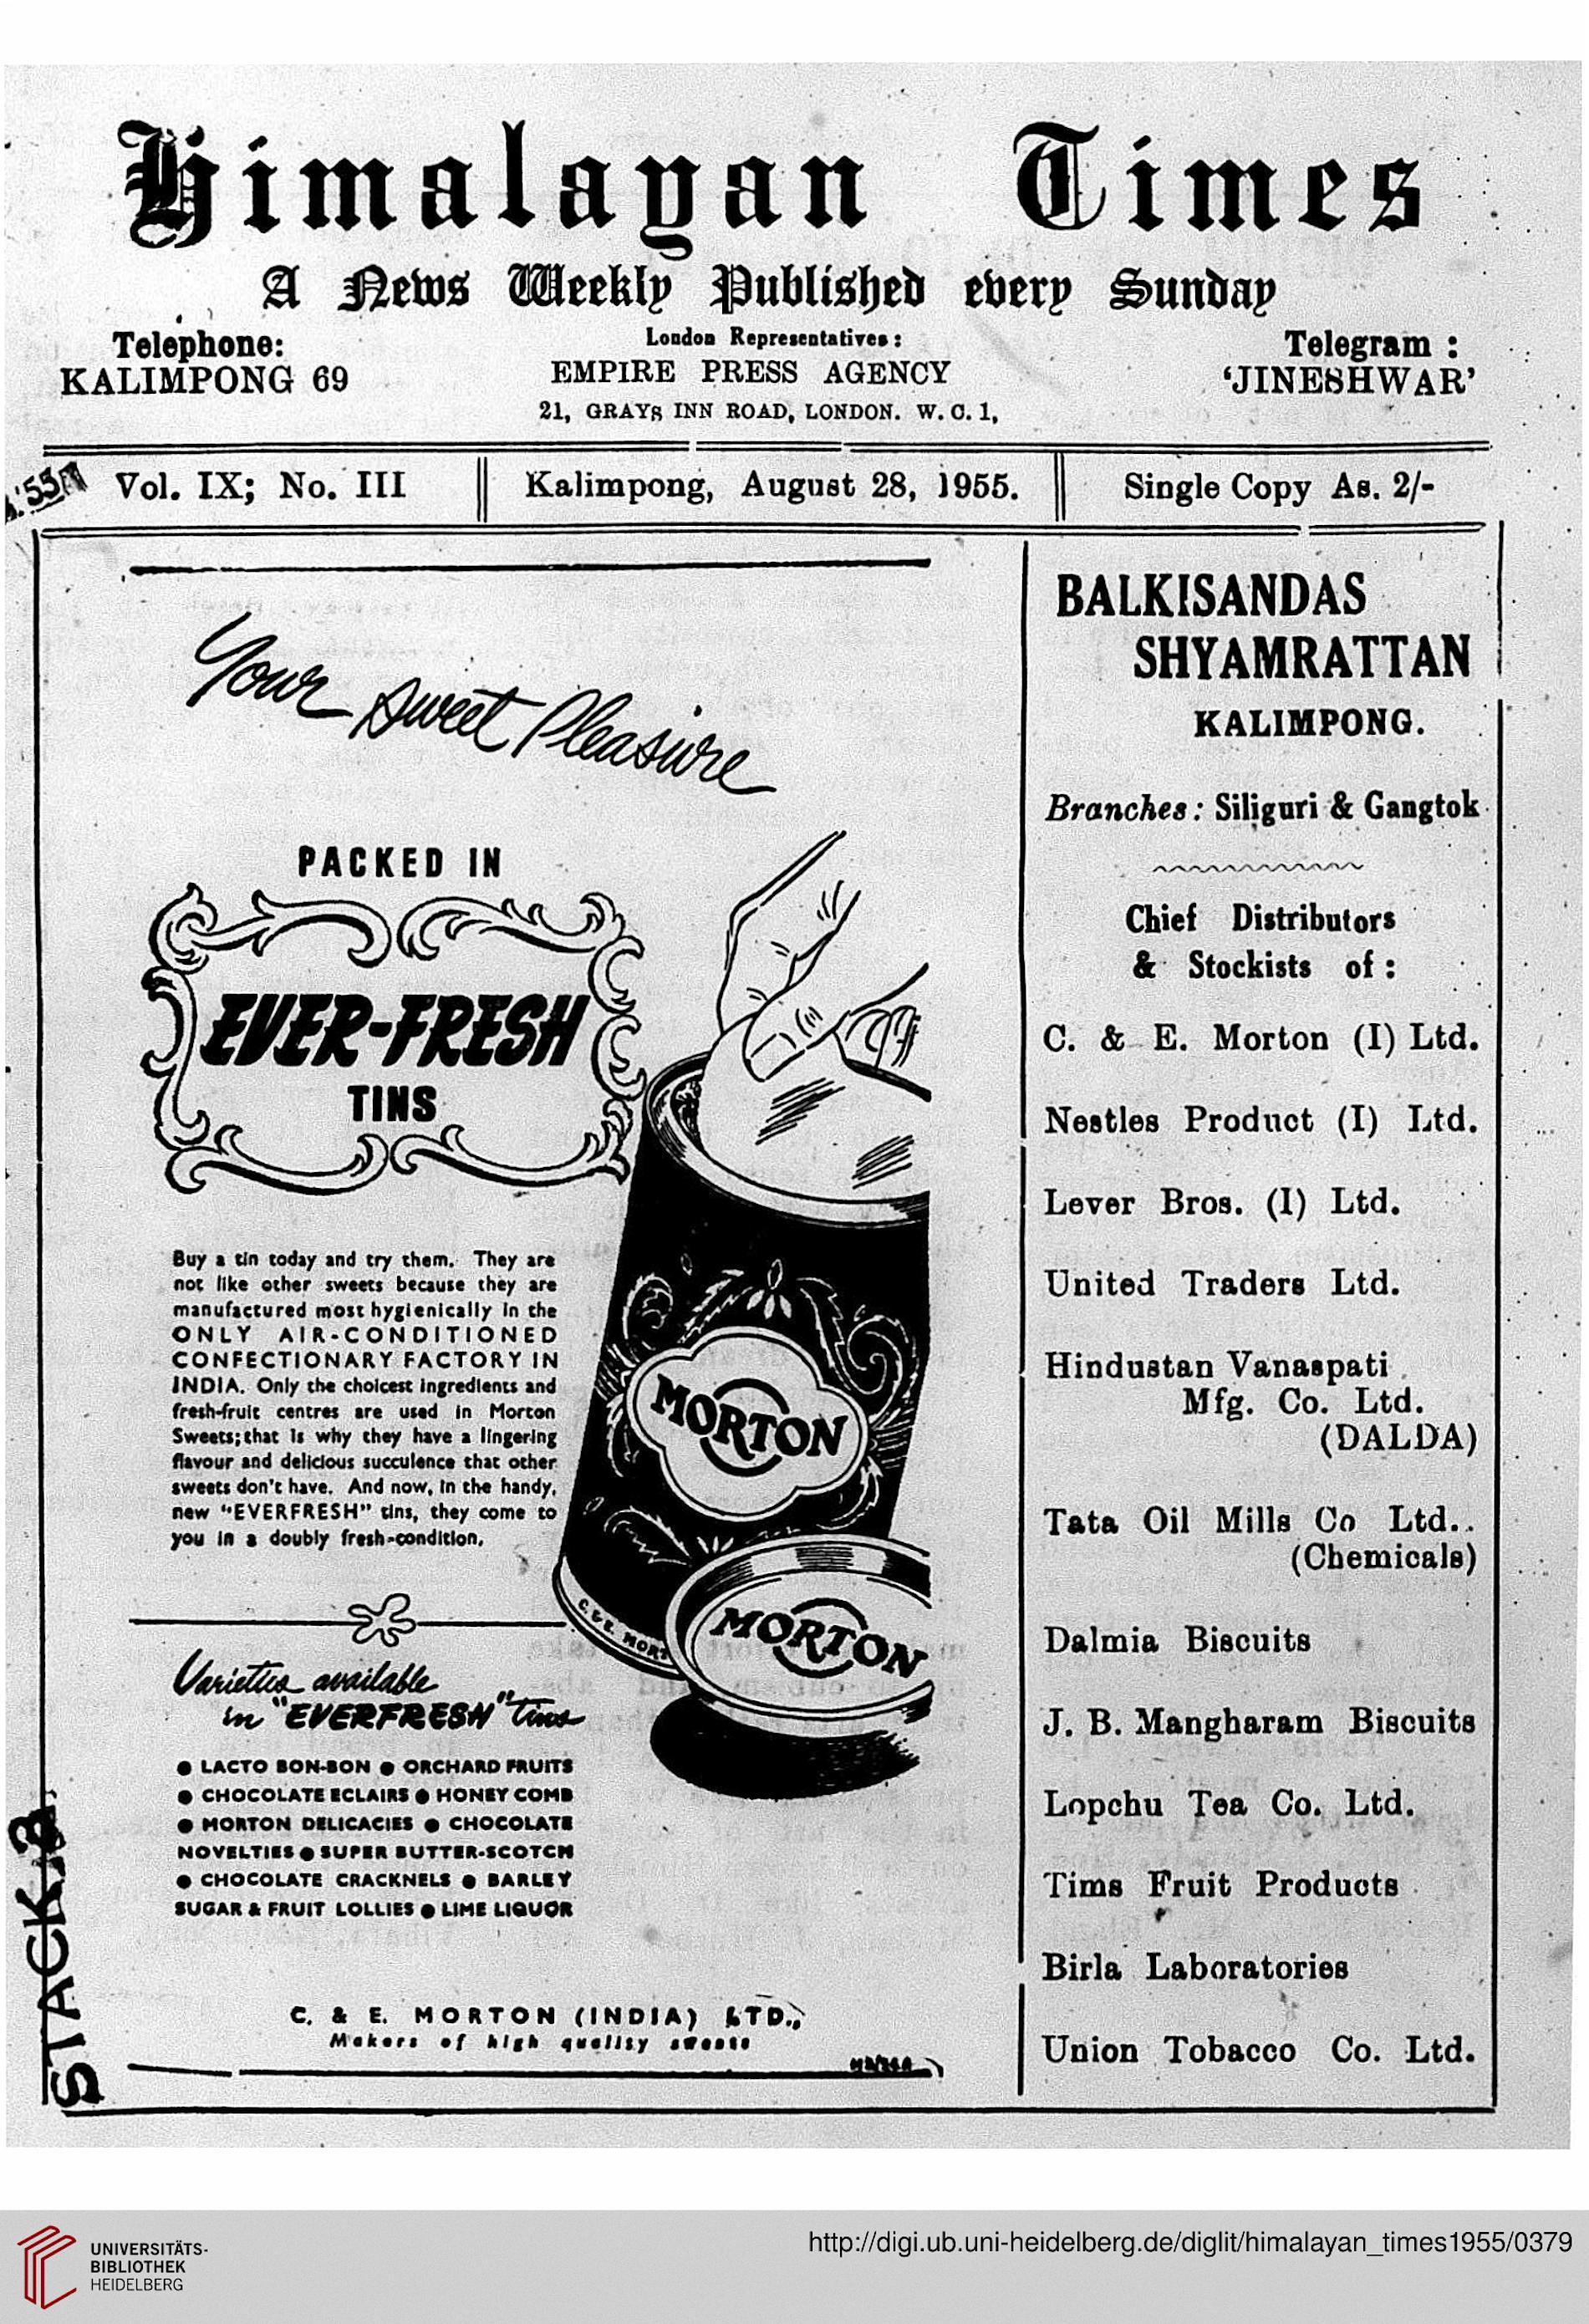 Himalayan Times
A News Weekly Published every Sunday
Telephone:
KALIMPONG 69
London Representatives:
EMPIRE PRESS AGENCY
21, GRAYS INN ROAD, LONDON. W. C. 1,
Telegram :
‘JINESHWAR’
Vol. IX; No. III
Kalimpong, August 28, 1955.
Single Copy As. 2/-
Your Sweet Pleasure
PACKED IN
EVER-FRESH
TINS
Buy a tin today and try them. They are
not like other sweets because they are
manufactured most hygienically in the
ONLY AIR-CONDITIONED
CONFECTIONARY FACTORY IN
INDIA. Only the choicest ingredients and
fresh-fruit centres are used in Morton
Sweets; that is why they have a lingering
flavour and delicious succulence that other
sweets don't have. And now, in the handy,
new "EVERFRESH" tins, they come to
you in a doubly fresh-condition.
MORTON
C. & E. MORT
MORTON
Varieties available
in "EVERFRESH" tins
● LACTO BON-BON ● ORCHARD FRUITS
● CHOCOLATE ECLAIRS ● HONEY COMB
● MORTON DELICACIES ● CHOCOLATE
NOVELTIES ● SUPER BUTTER-SCOTCH
● CHOCOLATE CRACKNELS ● BARLEY
SUGAR & FRUIT LOLLIES ● LIME LIQUOR
C. & E. MORTON (INDIA) LTD.,
Makers of high quality sweets
BALKISANDAS
SHYAMRATTAN
KALIMPONG.
Branches: Siliguri & Gangtok
Chief Distributors
& Stockists of :
C. & E. Morton (I) Ltd.
Nestles Product (I) Ltd.
Lever Bros. (I) Ltd.
United Traders Ltd.
Hindustan Vanaspati
Mfg. Co. Ltd.
(DALDA)
Tata Oil Mills Co Ltd..
(Chemicals)
Dalmia Biscuits
J. B. Mangharam Biscuits
Lopchu Tea Co. Ltd.
Tims Fruit Products
Birla Laboratories
Union Tobacco Co. Ltd.
STACK
UNIVERSITÄTS-
BIBLIOTHEK
HEIDELBERG
http://digi.ub.uni-heidelberg.de/diglit/himalayan_times1955/0379